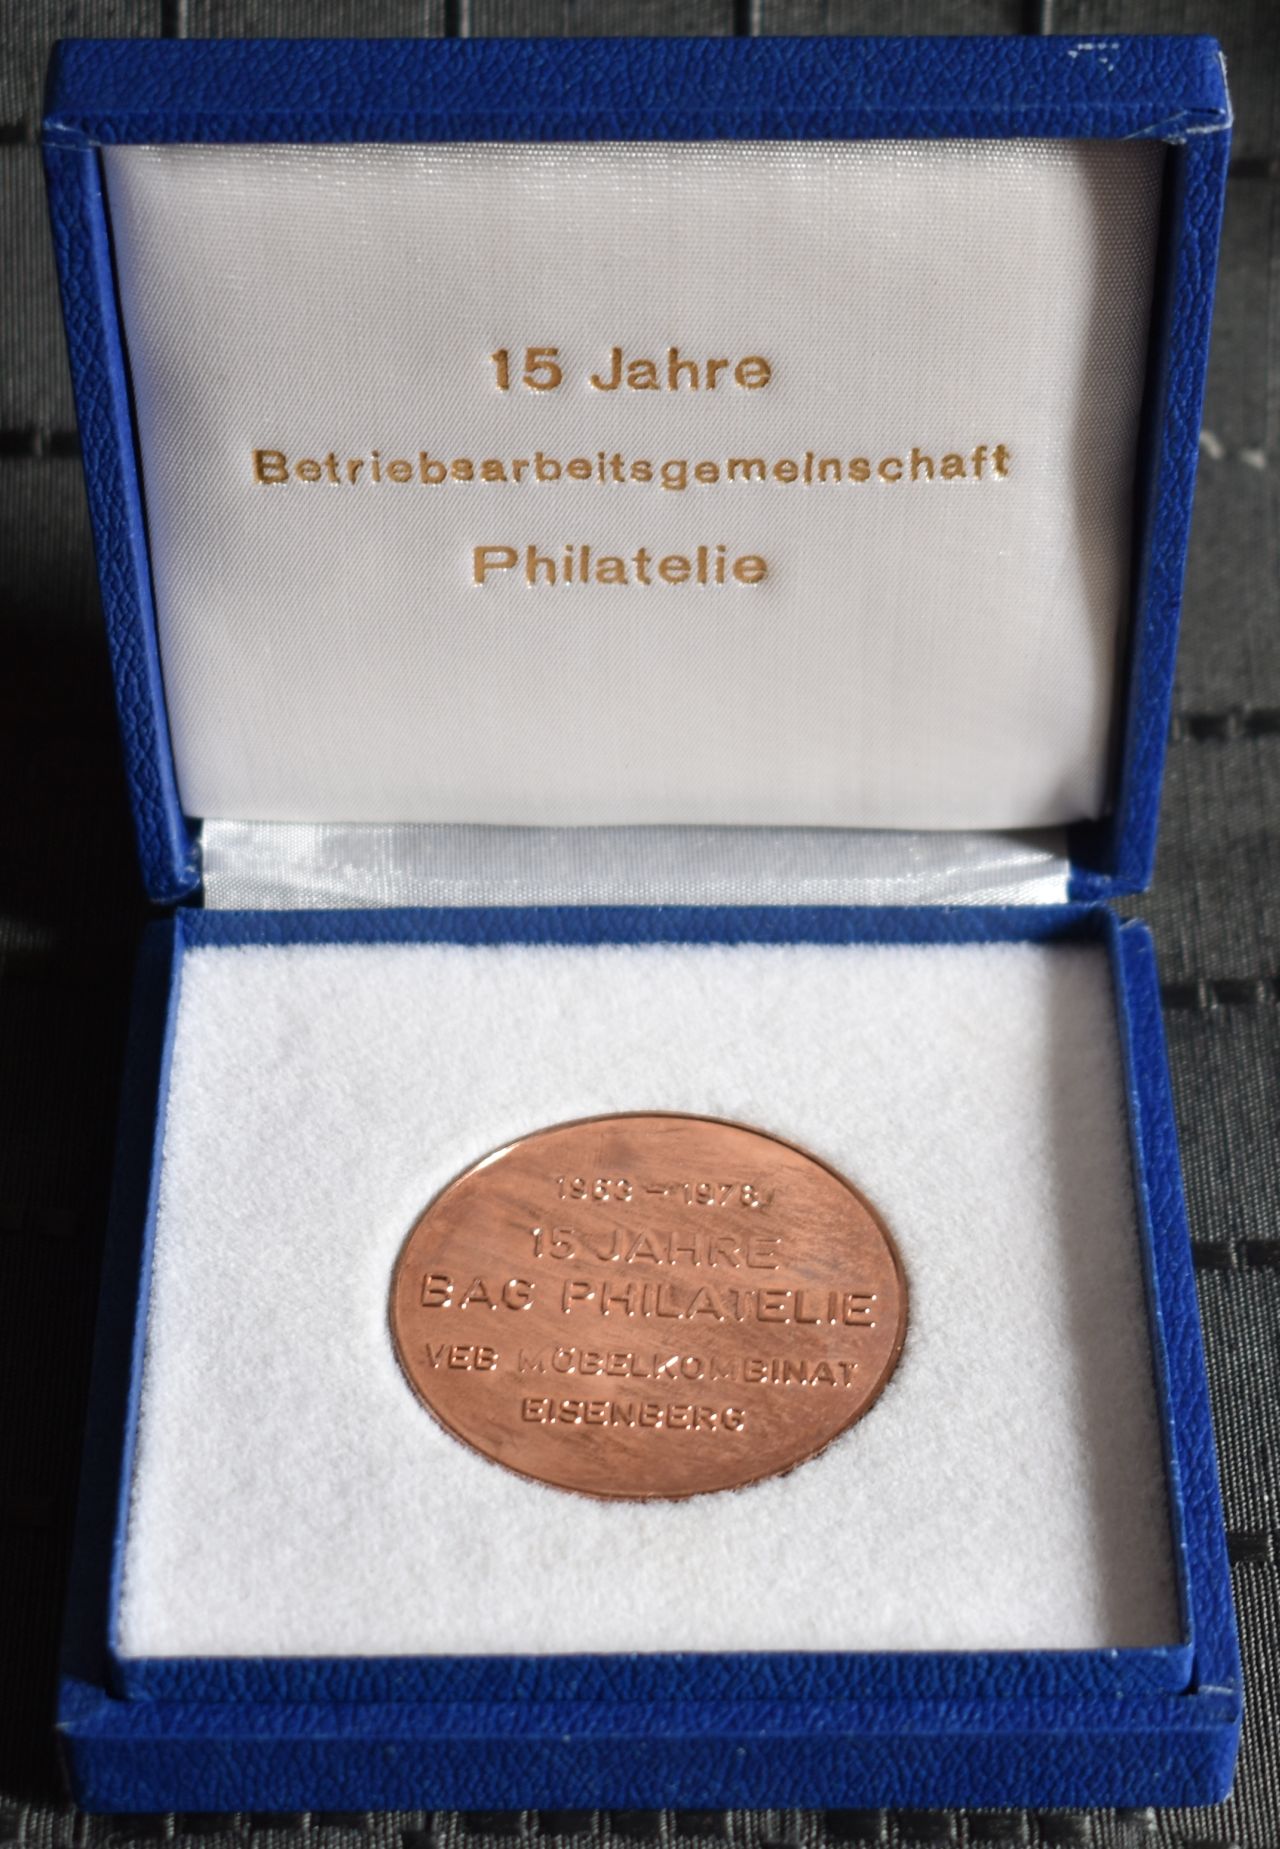 15 Jahre
Betriebsarbeitsgemeinschaft
Philatelie
1963 - 1978
15 JAHRE
BAG PHILATELIE
VEB MÖBELKOMBINAT
EISENBERG